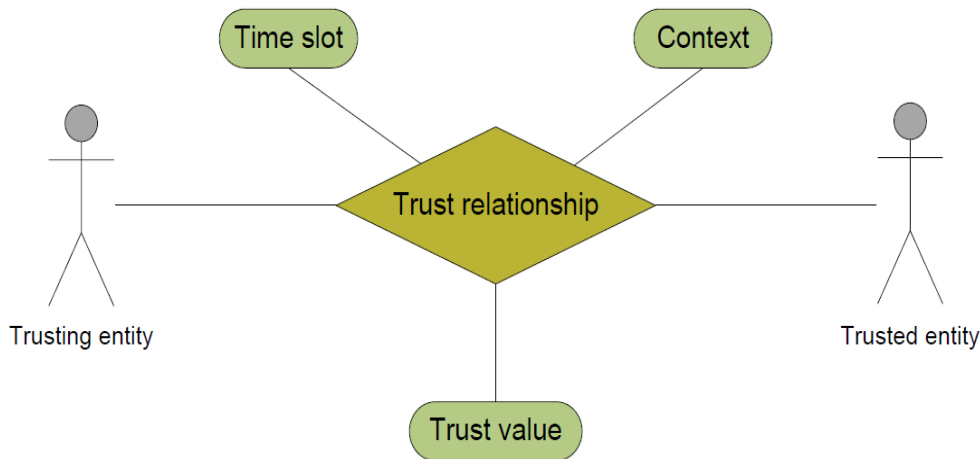 Time slot
Context
Trust relationship
Trusting entity
Trusted entity
Trust value